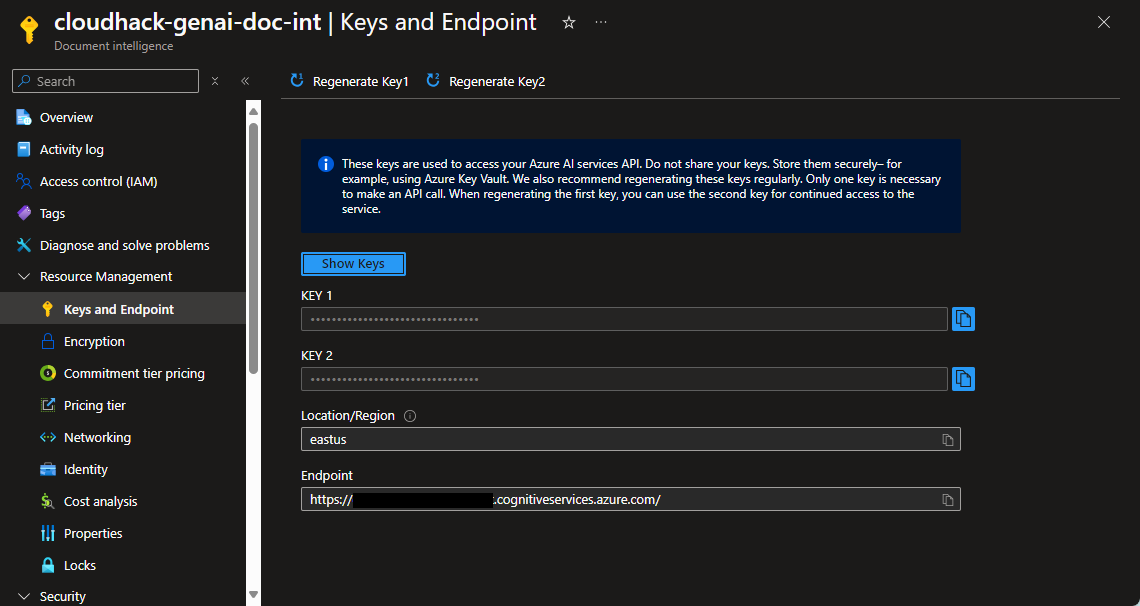 cloudhack-genai-doc-int | Keys and Endpoint
Document intelligence
Search
Regenerate Key1
Regenerate Key2
Overview
Activity log
Access control (IAM)
Tags
Diagnose and solve problems
Resource Management
Keys and Endpoint
Encryption
Commitment tier pricing
Pricing tier
Networking
Identity
Cost analysis
Properties
Locks
Security
These keys are used to access your Azure AI services API. Do not share your keys. Store them securely– for
example, using Azure Key Vault. We also recommend regenerating these keys regularly. Only one key is necessary
to make an API call. When regenerating the first key, you can use the second key for continued access to the
service.
Show Keys
KEY 1
KEY 2
Location/Region
eastus
Endpoint
https:// .cognitiveservices.azure.com/